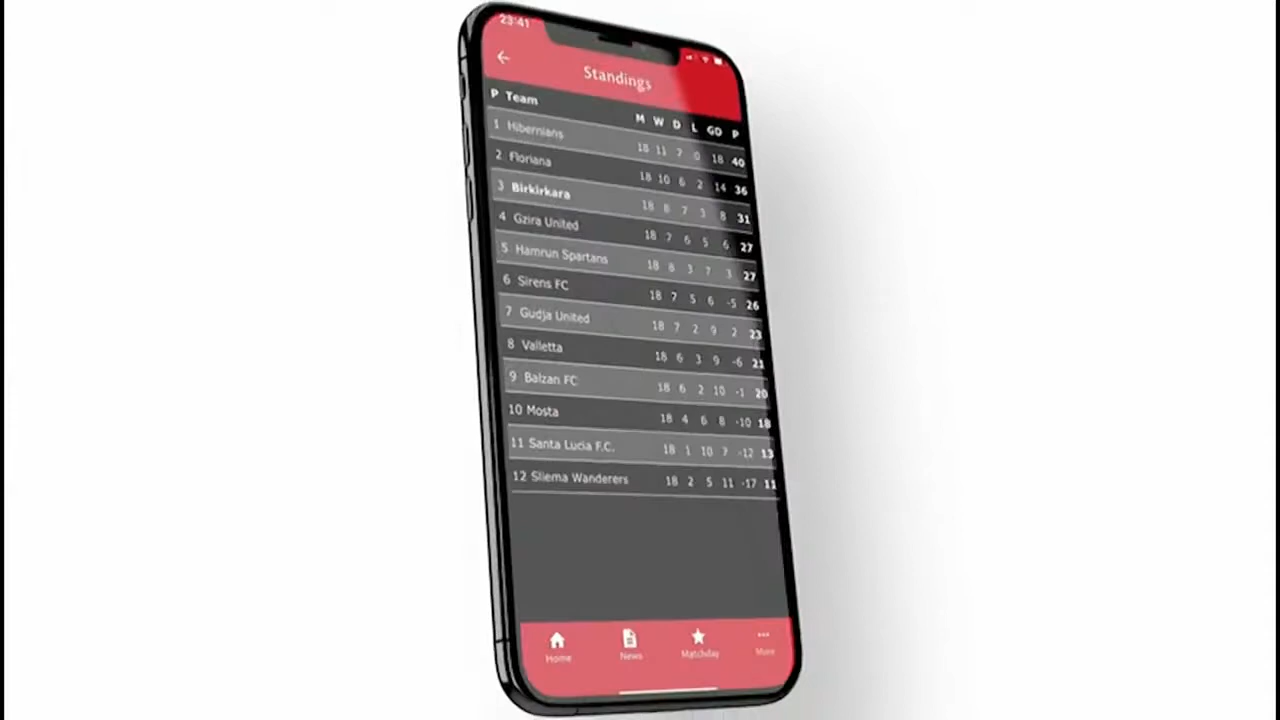 23:41
Standings
P Team M W D L GD P
1 Hibernians 18 11 7 0 18 40
2 Floriana 18 10 6 2 14 36
3 Birkirkara 18 8 7 3 8 31
4 Gzira United 18 7 6 5 6 27
5 Hamrun Spartans 18 8 3 7 3 27
6 Sirens FC 18 7 5 6 -5 26
7 Gudja United 18 7 2 9 2 23
8 Valletta 18 6 3 9 -6 21
9 Balzan FC 18 6 2 10 -1 20
10 Mosta 18 4 6 8 -10 18
11 Santa Lucia F.C. 18 1 10 7 -12 13
12 Sliema Wanderers 18 2 5 11 -17 11
Home News Matchday More